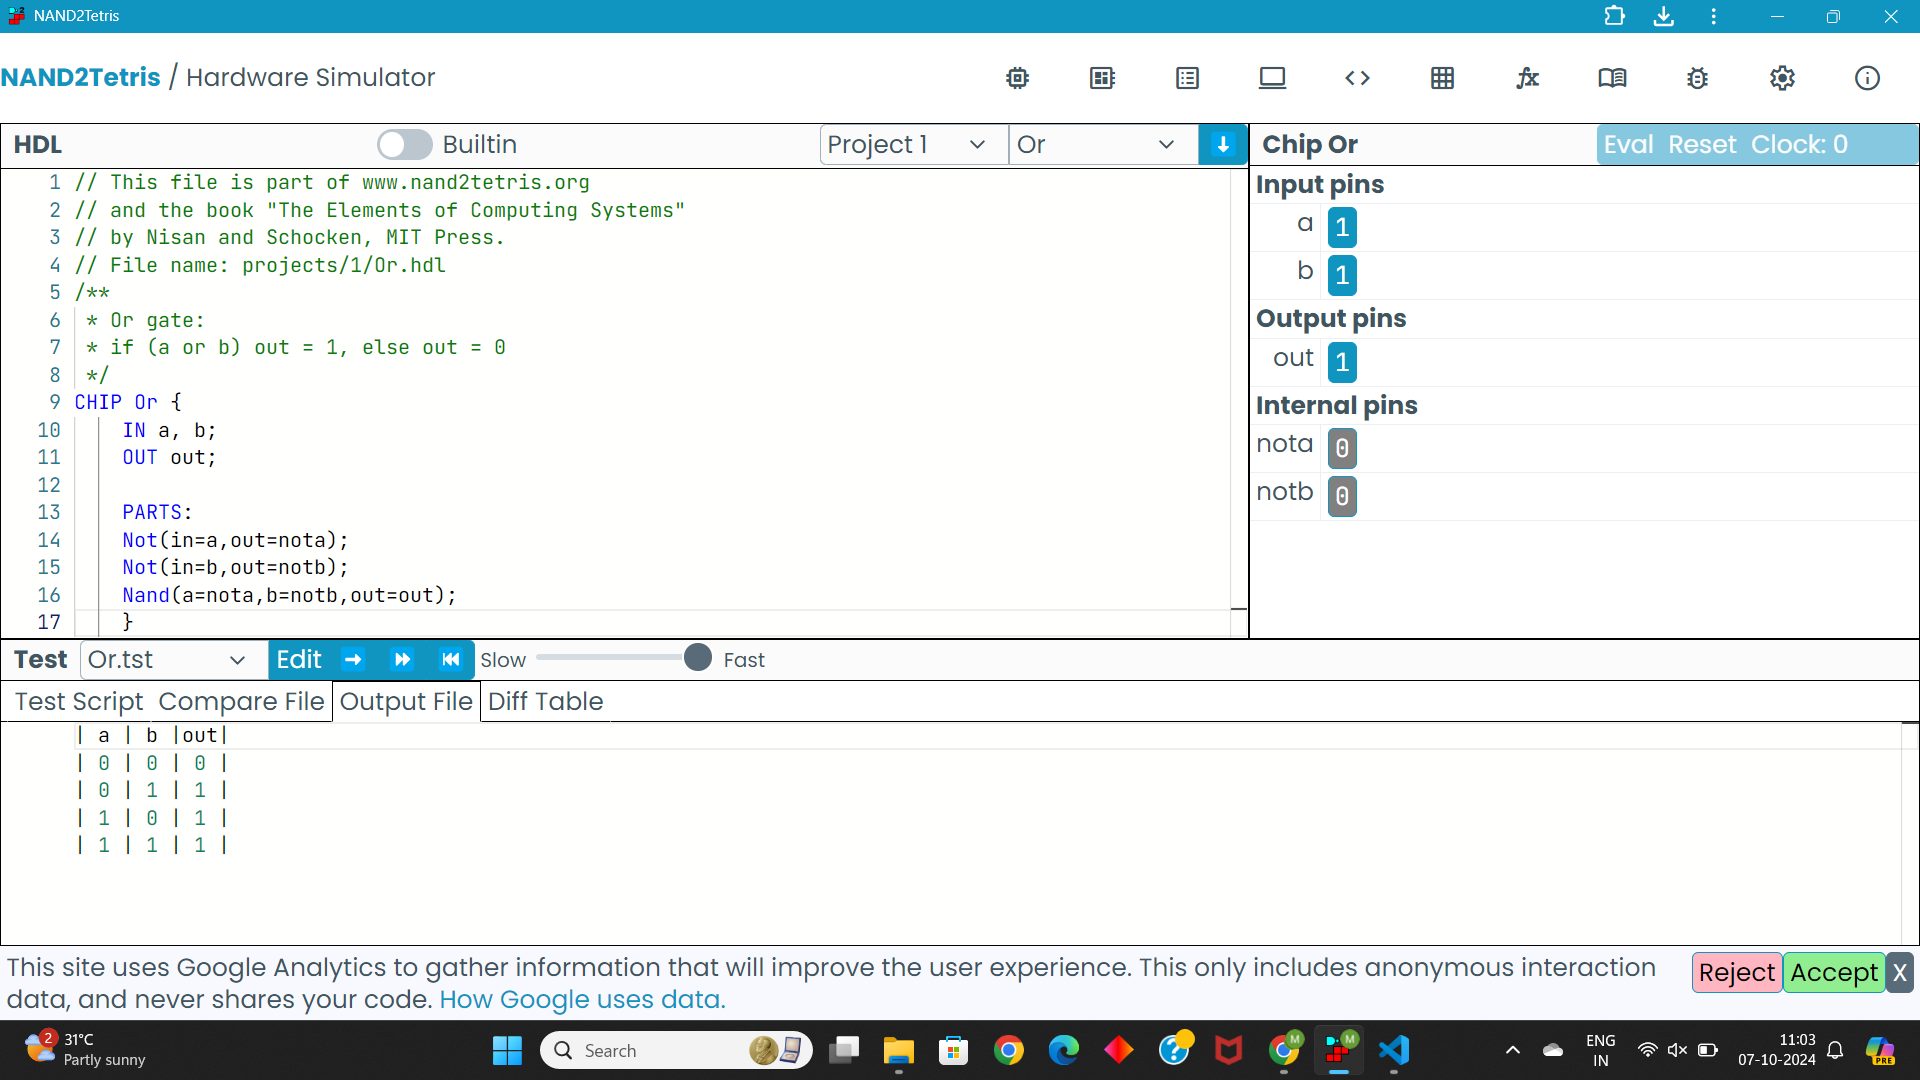 NAND2Tetris
NAND2Tetris / Hardware Simulator
HDL
Builtin
Project 1
Or
Chip Or
Eval Reset Clock: 0
1 // This file is part of www.nand2tetris.org
2 // and the book "The Elements of Computing Systems"
3 // by Nisan and Schocken, MIT Press.
4 // File name: projects/1/Or.hdl
5 /**
6 * Or gate:
7 * if (a or b) out = 1, else out = 0
8 */
9 CHIP Or {
10 IN a, b;
11 OUT out;
12
13 PARTS:
14 Not(in=a,out=nota);
15 Not(in=b,out=notb);
16 Nand(a=nota,b=notb,out=out);
17 }
Input pins
a 1
b 1
Output pins
out 1
Internal pins
nota 0
notb 0
Test
Or.tst
Edit
Slow
Fast
Test Script Compare File Output File Diff Table
| a | b |out|
| 0 | 0 | 0 |
| 0 | 1 | 1 |
| 1 | 0 | 1 |
| 1 | 1 | 1 |
This site uses Google Analytics to gather information that will improve the user experience. This only includes anonymous interaction
data, and never shares your code. How Google uses data.
Reject Accept X
2
31°C
Partly sunny
Search
M
M
ENG
IN
11:03
07-10-2024
PRE